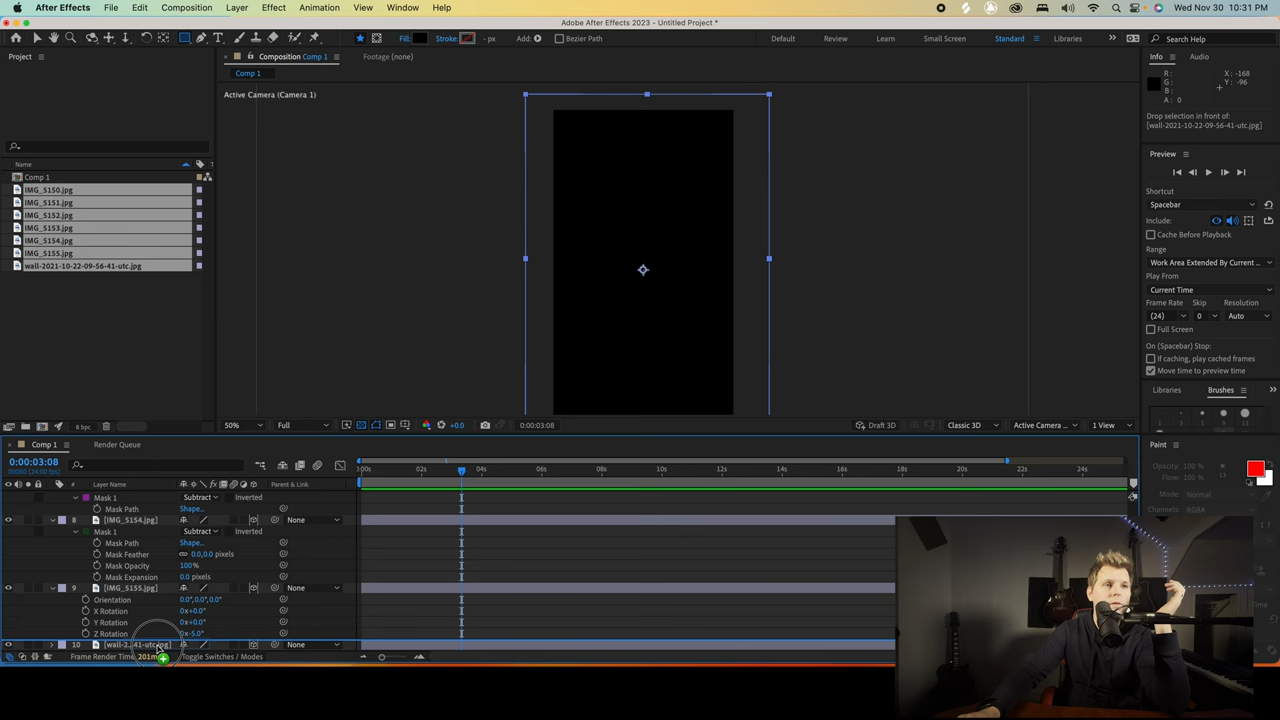 After Effects File Edit Composition Layer Effect Animation View Window Help Wed Nov 30 10:31 PM
Adobe After Effects 2023 - Untitled Project *
Fill: Stroke: - px Add: Bezier Path Default Review Learn Small Screen Standard Libraries Search Help
Project
Composition Comp 1 Footage (none)
Comp 1
Active Camera (Camera 1)
Name
Comp 1
IMG_5150.jpg
IMG_5151.jpg
IMG_5152.jpg
IMG_5153.jpg
IMG_5154.jpg
IMG_5155.jpg
wall-2021-10-22-09-56-41-utc.jpg
8 bpc
50% Full +0.0 0:00:03:08 Draft 3D Classic 3D Active Camera ... 1 View
Info Audio
R: X: -168
G: Y: -96
B:
A: 0
Drop selection in front of
[wall-2021-10-22-09-56-41-utc.jpg]
Preview
Shortcut
Spacebar
Include:
Cache Before Playback
Range
Work Area Extended By Current ...
Play From
Current Time
Frame Rate Skip Resolution
(24) 0 Auto
Full Screen
On (Spacebar) Stop:
If caching, play cached frames
Move time to preview time
Libraries Brushes
Paint
Opacity: 100 %
Flow: 100 %
Mode: Normal
Channels: RGBA
Comp 1 Render Queue
0:00:03:08
00080 (24.00 fps)
:00s 02s 04s 06s 08s 10s 12s 14s 16s 18s 20s 22s 24s
# Layer Name Parent & Link
Mask 1 Subtract Inverted
Mask Path Shape...
8 [IMG_5154.jpg] None
Mask 1 Subtract Inverted
Mask Path Shape...
Mask Feather 0.0,0.0 pixels
Mask Opacity 100%
Mask Expansion 0.0 pixels
9 [IMG_5155.jpg] None
Orientation 0.0°,0.0°,0.0°
X Rotation 0x+0.0°
Y Rotation 0x+0.0°
Z Rotation 0x-5.0°
10 [wall-2...41-utc.jpg] None
Frame Render Time 201m Toggle Switches / Modes